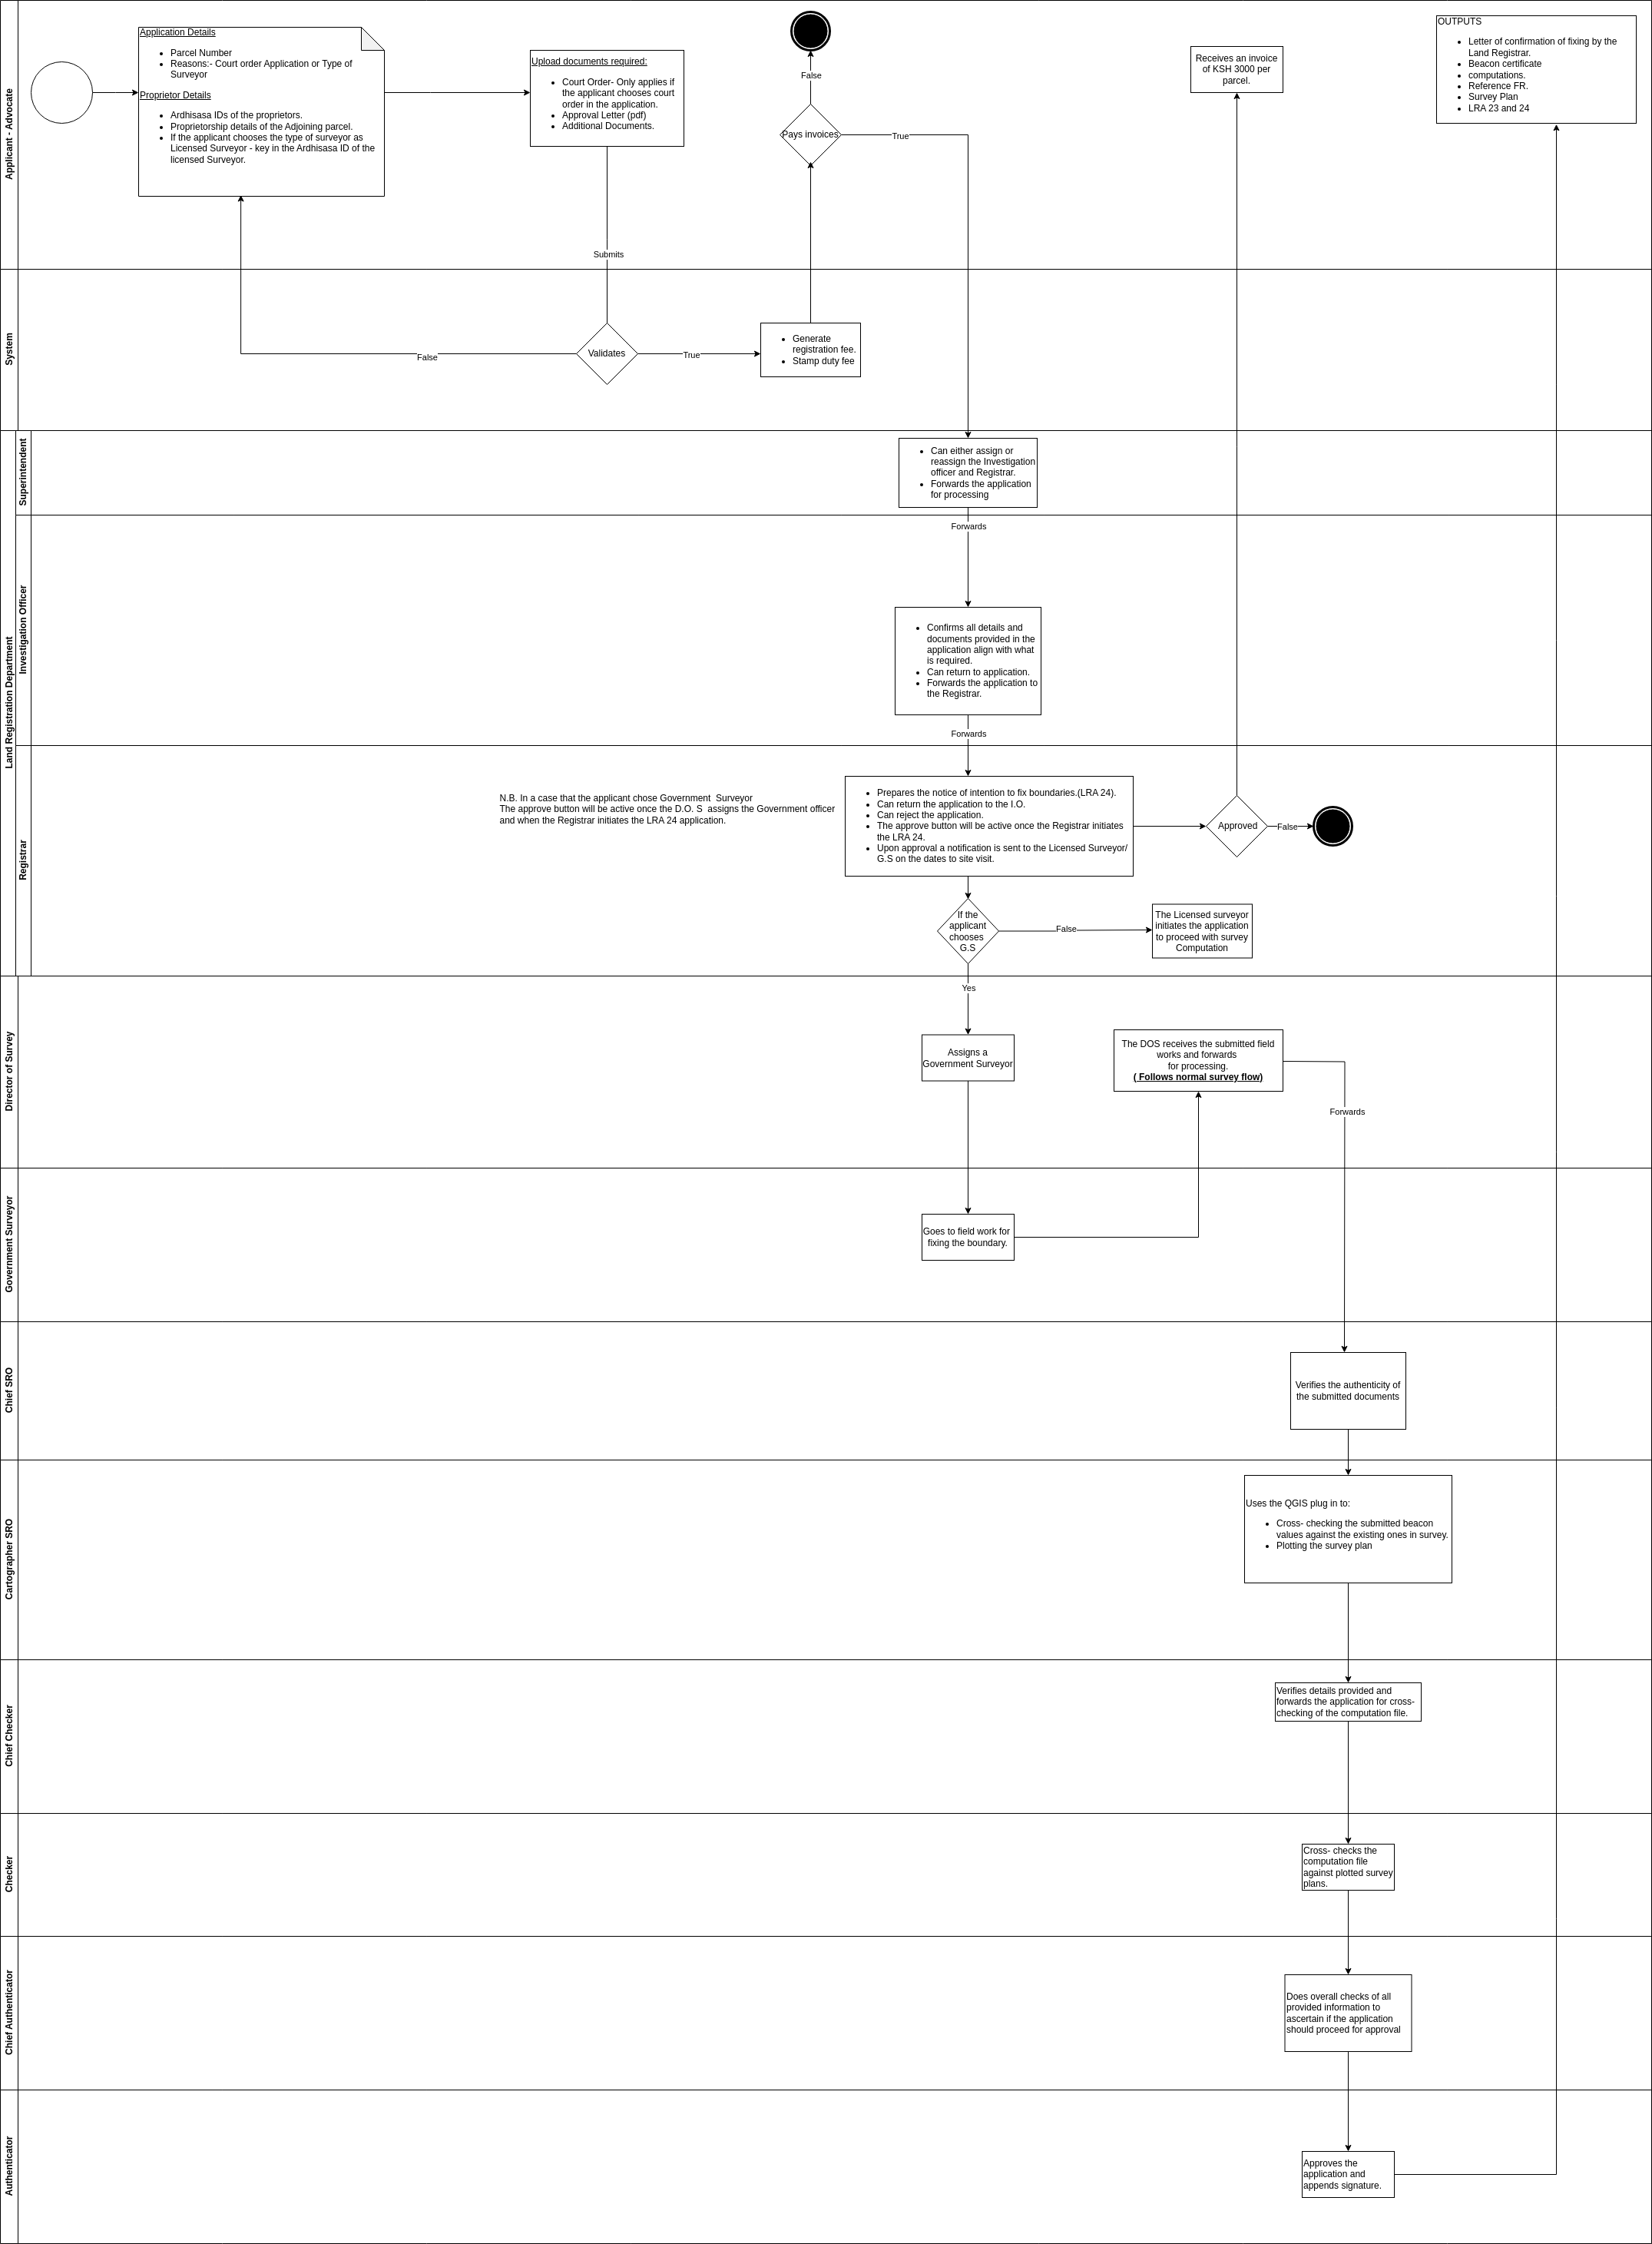 Applicant - Advocate
Application Details
Parcel Number
Reasons:- Court order Application or Type of
Surveyor
Proprietor Details
Ardhisasa IDs of the proprietors.
Proprietorship details of the Adjoining parcel.
If the applicant chooses the type of surveyor as
Licensed Surveyor - key in the Ardhisasa ID of the
licensed Surveyor.
Upload documents required:
Court Order- Only applies if
the applicant chooses court
order in the application.
Approval Letter (pdf)
Additional Documents.
Submits
False
Pays invoices
True
Receives an invoice
of KSH 3000 per
parcel.
OUTPUTS
Letter of confirmation of fixing by the
Land Registrar.
Beacon certificate
computations.
Reference FR.
Survey Plan
LRA 23 and 24
System
False
Validates
True
Generate
registration fee.
Stamp duty fee
Land Registration Department
Superintendent
Can either assign or
reassign the Investigation
officer and Registrar.
Forwards the application
for processing
Forwards
Investigation Officer
Confirms all details and
documents provided in the
application align with what
is required.
Can return to application.
Forwards the application to
the Registrar.
Forwards
Registrar
N.B. In a case that the applicant chose Government Surveyor
The approve button will be active once the D.O. S assigns the Government officer
and when the Registrar initiates the LRA 24 application.
Prepares the notice of intention to fix boundaries.(LRA 24).
Can return the application to the I.O.
Can reject the application.
The approve button will be active once the Registrar initiates
the LRA 24.
Upon approval a notification is sent to the Licensed Surveyor/
G.S on the dates to site visit.
Approved
False
If the
applicant
chooses
G.S
False
The Licensed surveyor
initiates the application
to proceed with survey
Computation
Yes
Director of Survey
Assigns a
Government Surveyor
The DOS receives the submitted field
works and forwards
for processing.
( Follows normal survey flow)
Forwards
Government Surveyor
Goes to field work for
fixing the boundary.
Chief SRO
Verifies the authenticity of
the submitted documents
Cartographer SRO
Uses the QGIS plug in to:
Cross- checking the submitted beacon
values against the existing ones in survey.
Plotting the survey plan
Chief Checker
Verifies details provided and
forwards the application for cross-
checking of the computation file.
Checker
Cross- checks the
computation file
against plotted survey
plans.
Chief Authenticator
Does overall checks of all
provided information to
ascertain if the application
should proceed for approval
Authenticator
Approves the
application and
appends signature.